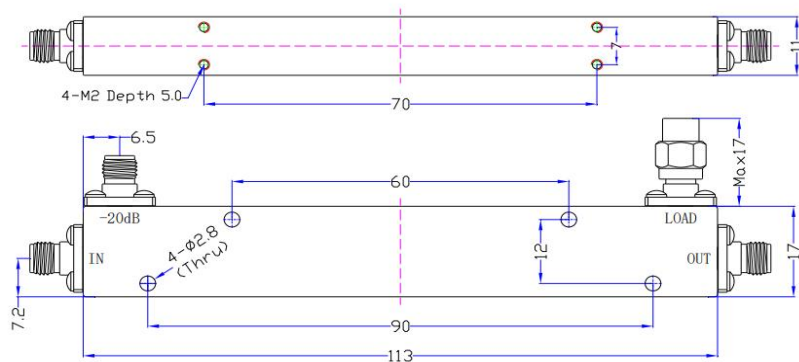 7
11
4-M2 Depth 5.0
70
6.5
Max17
60
-20dB
LOAD
4-Ø2.8
(Thru)
12
17
IN
OUT
7.2
90
113